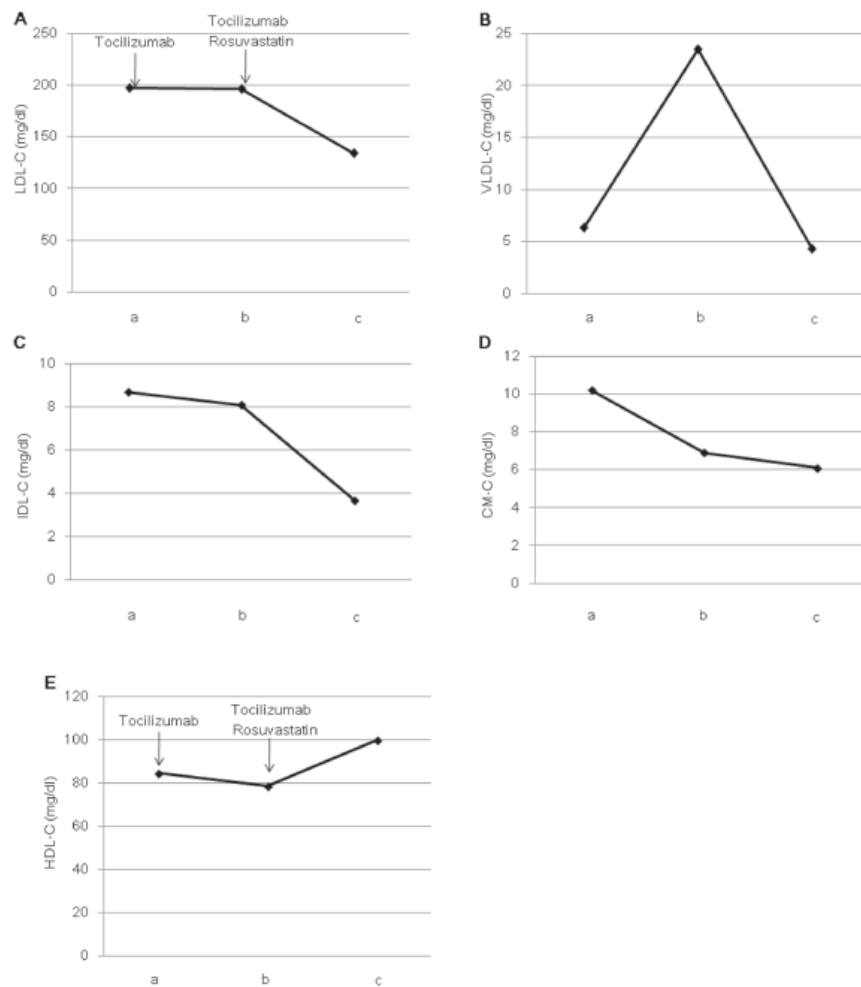 A
Tocilizumab
Tocilizumab
Rosuvastatin
LDL-C (mg/dl)
250
200
150
100
50
0
a b c
B
VLDL-C (mg/dl)
25
20
15
10
5
0
a b c
C
IDL-C (mg/dl)
10
8
6
4
2
0
a b c
D
CM-C (mg/dl)
12
10
8
6
4
2
0
a b c
E
Tocilizumab
Tocilizumab
Rosuvastatin
HDL-C (mg/dl)
120
100
80
60
40
20
0
a b c